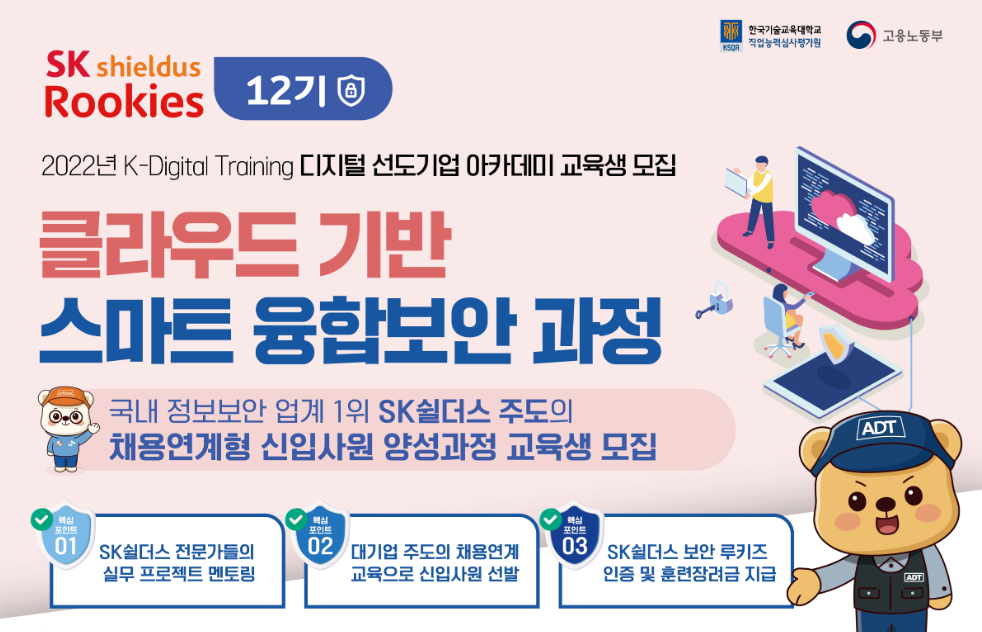 한국기술교육대학교
KSQA 직업능력심사평가원
고용노동부
SK shieldus
Rookies
12기
2022년 K-Digital Training 디지털 선도기업 아카데미 교육생 모집
클라우드 기반
스마트 융합보안 과정
국내 정보보안 업계 1위 SK쉴더스 주도의
채용연계형 신입사원 양성과정 교육생 모집
ADT
핵심
포인트
01
SK쉴더스 전문가들의
실무 프로젝트 멘토링
핵심
포인트
02
대기업 주도의 채용연계
교육으로 신입사원 선발
핵심
포인트
03
SK쉴더스 보안 루키즈
인증 및 훈련장려금 지급
ADT